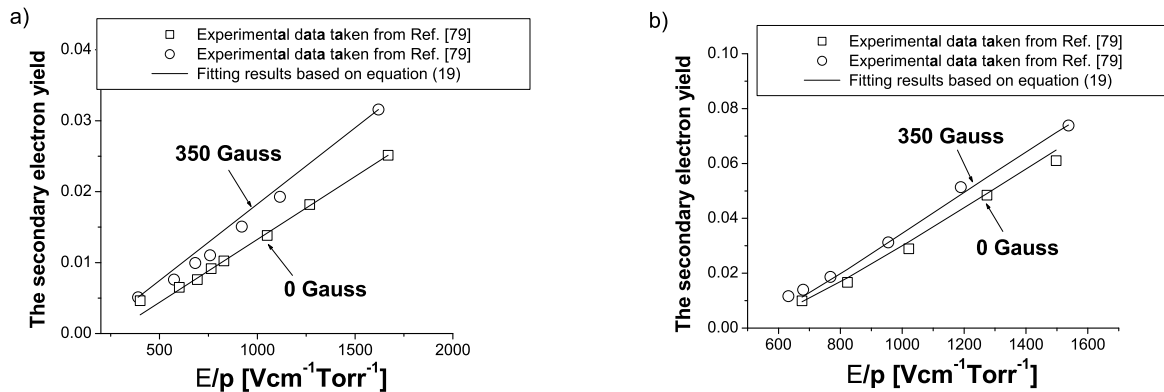 a)
Experimental data taken from Ref. [79]
Experimental data taken from Ref. [79]
Fitting results based on equation (19)
0.04
0.03
0.02
0.01
0.00
The secondary electron yield
350 Gauss
0 Gauss
500
1000
1500
2000
E/p [Vcm⁻¹Torr⁻¹]
b)
Experimental data taken from Ref. [79]
Experimental data taken from Ref. [79]
Fitting results based on equation (19)
0.10
0.08
0.06
0.04
0.02
0.00
The secondary electron yield
350 Gauss
0 Gauss
600
800
1000
1200
1400
1600
E/p [Vcm⁻¹Torr⁻¹]